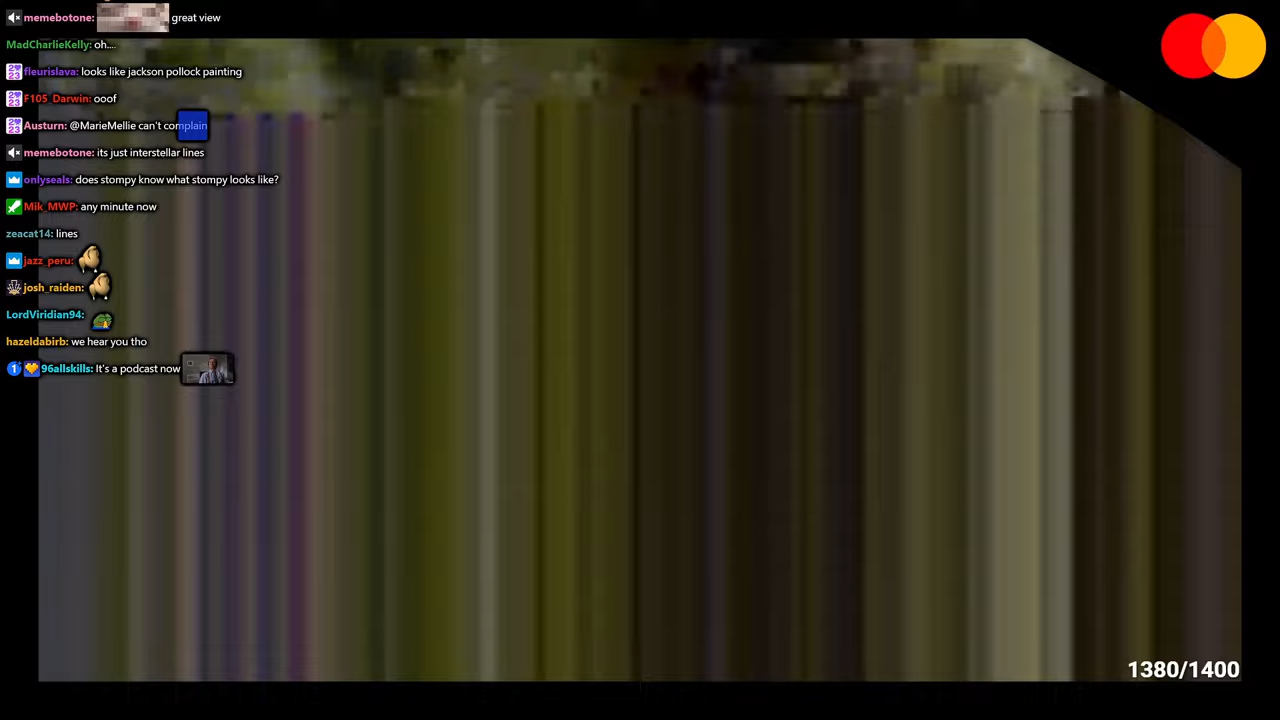 memebotone: great view
MadCharlieKelly: oh....
fleurislava: looks like jackson pollock painting
F105_Darwin: ooof
Austurn: @MarieMellie can't complain
memebotone: its just interstellar lines
onlyseals: does stompy know what stompy looks like?
Mik_MWP: any minute now
zeacat14: lines
jazz_peru:
josh_raiden:
LordViridian94:
hazeldabirb: we hear you tho
96allskills: It's a podcast now
1380/1400